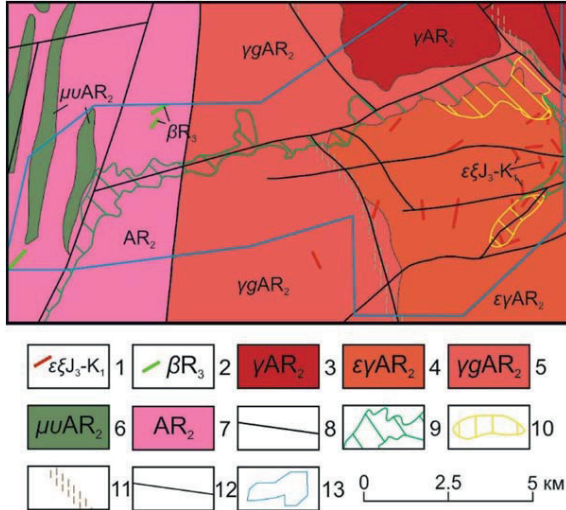 γgAR₂
γAR₂
μυAR₂
βR₃
εξJ₃-K₁
AR₂
γgAR₂
εγAR₂
εξJ₃-K₁ 1 βR₃ 2 γAR₂ 3 εγAR₂ 4 γgAR₂ 5
μυAR₂ 6 AR₂ 7 8 9 10
11 12 13 0 2.5 5 км